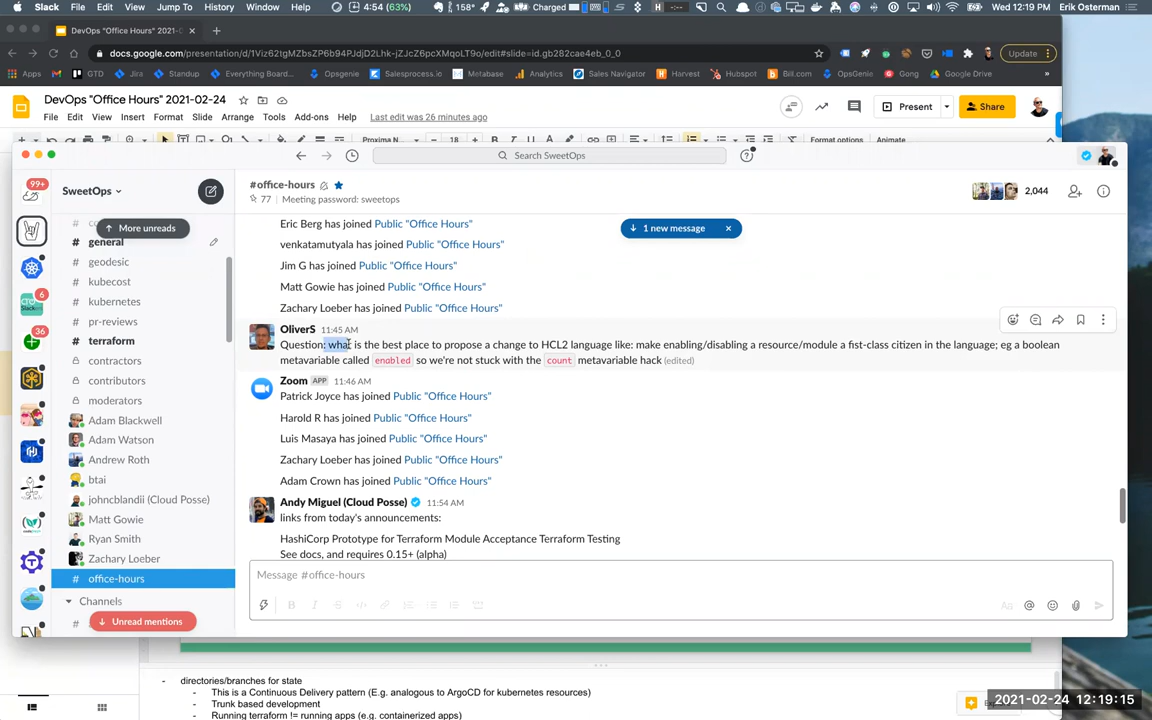 Slack File Edit View Go History Window Help 4:54 (63%) 158° Charged Wed 12:19 PM Erik Osterman
DevOps "Office Hours" 2021-0
docs.google.com/presentation/d/1Viz62tgMZbsZP6b94PJdjD2Lhk-jZJcZ6pcXMqoLT9o/edit#slide=id.gb282cae4eb_0_0
Update
Apps GTD Jira Standup Everything Board... Opsgenie Salesprocess.io Metabase Analytics Sales Navigator Harvest Hubspot Bill.com OpsGenie Gong Google Drive »
DevOps "Office Hours" 2021-02-24
File Edit View Insert Format Slide Arrange Tools Add-ons Help Last edit was 26 minutes ago
Present Share
Proxima N... 18 Format options Animate
Search SweetOps
99+
SweetOps
#office-hours
77 Meeting password: sweetops
2,044
More unreads
general
geodesic
kubecost
kubernetes
pr-reviews
terraform
contractors
contributors
moderators
Adam Blackwell
Adam Watson
Andrew Roth
btai
johncblandii (Cloud Posse)
Matt Gowie
Ryan Smith
Zachary Loeber
# office-hours
Channels
Unread mentions
6
36
1 new message
Eric Berg has joined Public "Office Hours"
venkatamutyala has joined Public "Office Hours"
Jim G has joined Public "Office Hours"
Matt Gowie has joined Public "Office Hours"
Zachary Loeber has joined Public "Office Hours"
OliverS 11:45 AM
Question: what is the best place to propose a change to HCL2 language like: make enabling/disabling a resource/module a fist-class citizen in the language; eg a boolean
metavariable called enabled so we're not stuck with the count metavariable hack (edited)
Zoom APP 11:46 AM
Patrick Joyce has joined Public "Office Hours"
Harold R has joined Public "Office Hours"
Luis Masaya has joined Public "Office Hours"
Zachary Loeber has joined Public "Office Hours"
Adam Crown has joined Public "Office Hours"
Andy Miguel (Cloud Posse) 11:54 AM
links from today's announcements:
HashiCorp Prototype for Terraform Module Acceptance Terraform Testing
See docs, and requires 0.15+ (alpha)
Message #office-hours
- directories/branches for state
- This is a Continuous Delivery pattern (E.g. analogous to ArgoCD for kubernetes resources)
- Trunk based development
- Running terraform != running apps (e.g. containerized apps)
2021-02-24 12:19:15